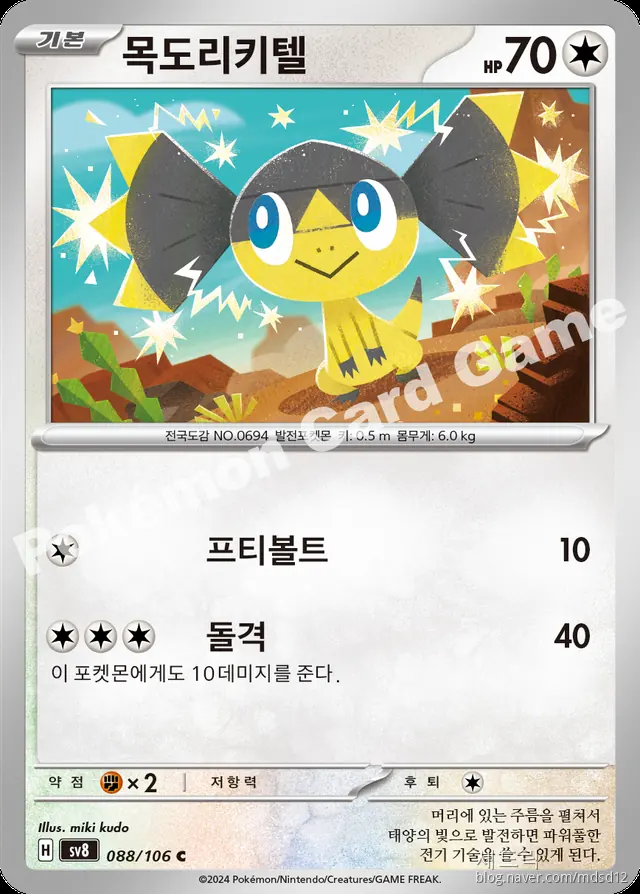 기본 목도리키텔 HP 70
전국도감 NO.0694 발전포켓몬 키: 0.5 m 몸무게: 6.0 kg
Pokémon Card Game
프티볼트 10
돌격 40
이 포켓몬에게도 10데미지를 준다.
약점 ×2 저항력 후퇴
Illus. miki kudo
H sv8 088/106 C
머리에 있는 주름을 펼쳐서
태양의 빛으로 발전하면 파워풀한
전기 기술을 쓸 수 있게 된다.
blog.naver.com/mdsd12
©2024 Pokémon/Nintendo/Creatures/GAME FREAK.